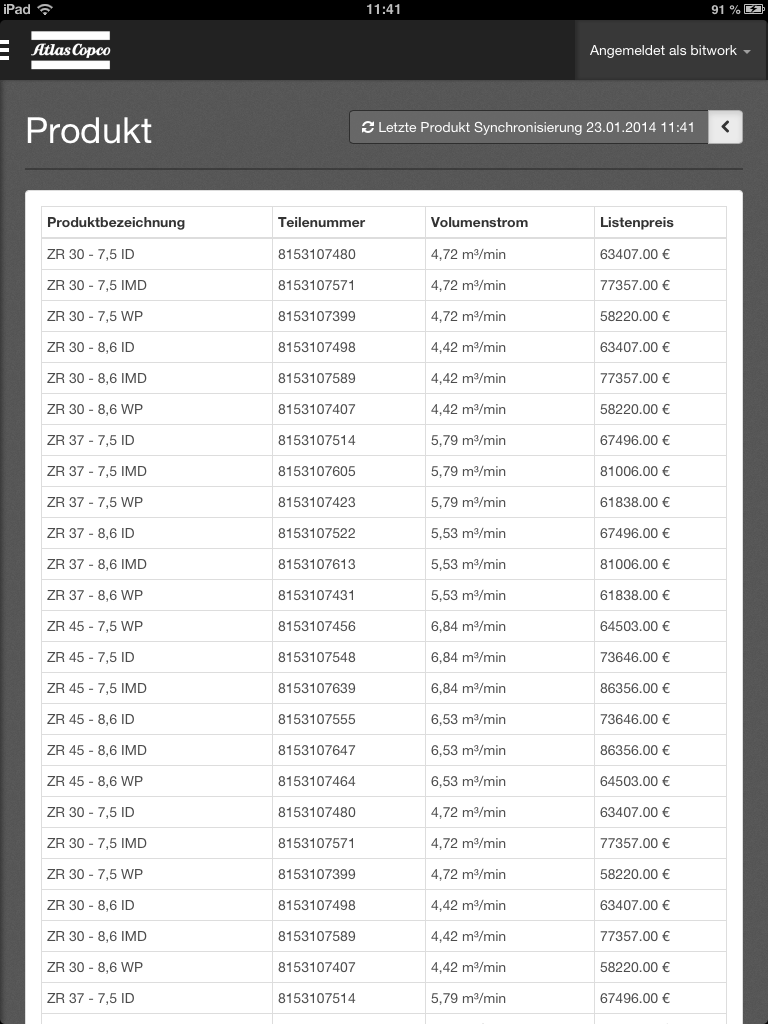 iPad 11:41 91 %
Atlas Copco Angemeldet als bitwork
Produkt Letzte Produkt Synchronisierung 23.01.2014 11:41
Produktbezeichnung Teilenummer Volumenstrom Listenpreis
ZR 30 - 7,5 ID 8153107480 4,72 m³/min 63407.00 €
ZR 30 - 7,5 IMD 8153107571 4,72 m³/min 77357.00 €
ZR 30 - 7,5 WP 8153107399 4,72 m³/min 58220.00 €
ZR 30 - 8,6 ID 8153107498 4,42 m³/min 63407.00 €
ZR 30 - 8,6 IMD 8153107589 4,42 m³/min 77357.00 €
ZR 30 - 8,6 WP 8153107407 4,42 m³/min 58220.00 €
ZR 37 - 7,5 ID 8153107514 5,79 m³/min 67496.00 €
ZR 37 - 7,5 IMD 8153107605 5,79 m³/min 81006.00 €
ZR 37 - 7,5 WP 8153107423 5,79 m³/min 61838.00 €
ZR 37 - 8,6 ID 8153107522 5,53 m³/min 67496.00 €
ZR 37 - 8,6 IMD 8153107613 5,53 m³/min 81006.00 €
ZR 37 - 8,6 WP 8153107431 5,53 m³/min 61838.00 €
ZR 45 - 7,5 WP 8153107456 6,84 m³/min 64503.00 €
ZR 45 - 7,5 ID 8153107548 6,84 m³/min 73646.00 €
ZR 45 - 7,5 IMD 8153107639 6,84 m³/min 86356.00 €
ZR 45 - 8,6 ID 8153107555 6,53 m³/min 73646.00 €
ZR 45 - 8,6 IMD 8153107647 6,53 m³/min 86356.00 €
ZR 45 - 8,6 WP 8153107464 6,53 m³/min 64503.00 €
ZR 30 - 7,5 ID 8153107480 4,72 m³/min 63407.00 €
ZR 30 - 7,5 IMD 8153107571 4,72 m³/min 77357.00 €
ZR 30 - 7,5 WP 8153107399 4,72 m³/min 58220.00 €
ZR 30 - 8,6 ID 8153107498 4,42 m³/min 63407.00 €
ZR 30 - 8,6 IMD 8153107589 4,42 m³/min 77357.00 €
ZR 30 - 8,6 WP 8153107407 4,42 m³/min 58220.00 €
ZR 37 - 7,5 ID 8153107514 5,79 m³/min 67496.00 €